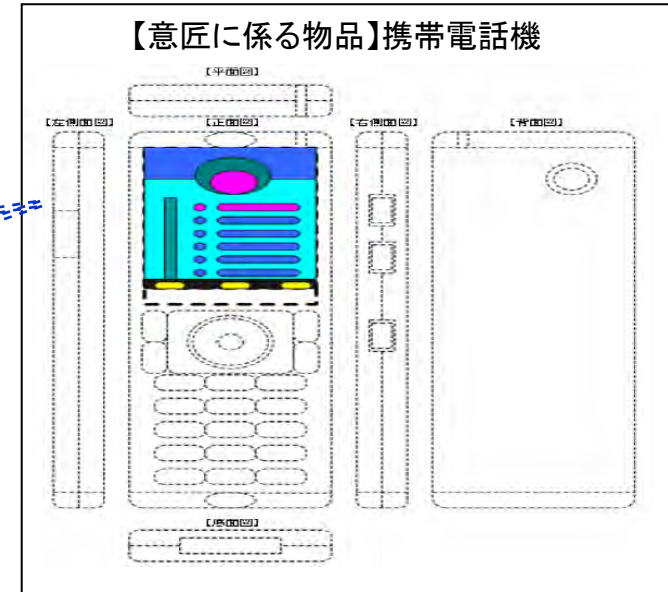 【意匠に係る物品】携帯電話機
【平面図】
【左側面図】
【正面図】
【右側面図】
【背面図】
【底面図】